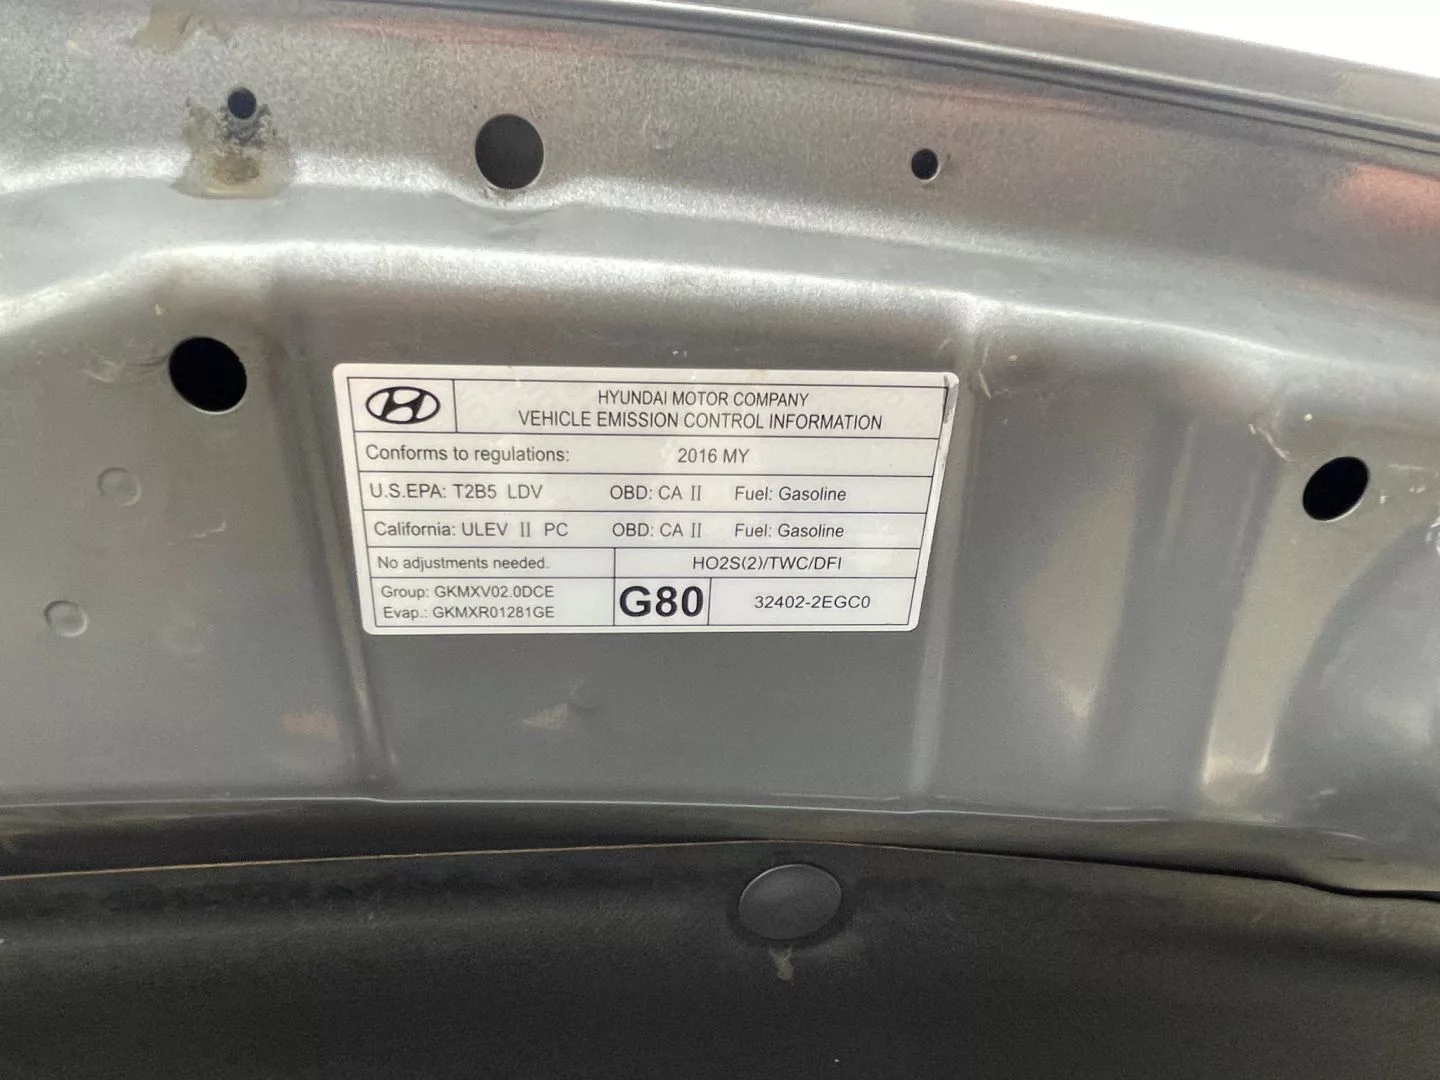 HYUNDAI MOTOR COMPANY
VEHICLE EMISSION CONTROL INFORMATION
Conforms to regulations: 2016 MY
U.S.EPA: T2B5 LDV OBD: CA II Fuel: Gasoline
California: ULEV II PC OBD: CA II Fuel: Gasoline
No adjustments needed. HO2S(2)/TWC/DFI
Group: GKMXV02.0DCE
Evap.: GKMXR01281GE
G80
32402-2EGC0